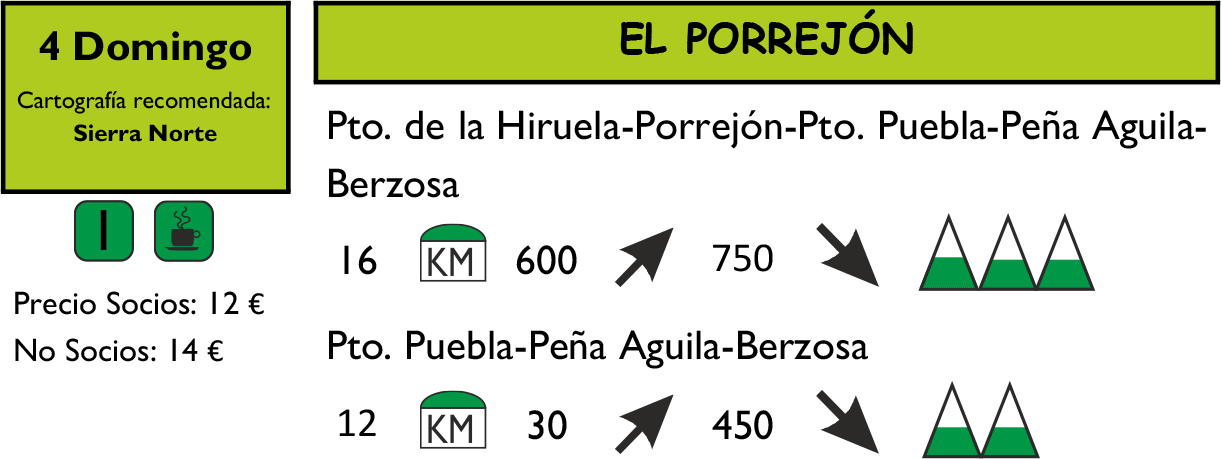 4 Domingo
Cartografía recomendada:
Sierra Norte
I
Precio Socios: 12 €
No Socios: 14 €
EL PORREJÓN
Pto. de la Hiruela-Porrejón-Pto. Puebla-Peña Aguila-
Berzosa
16 KM 600 750
Pto. Puebla-Peña Aguila-Berzosa
12 KM 30 450